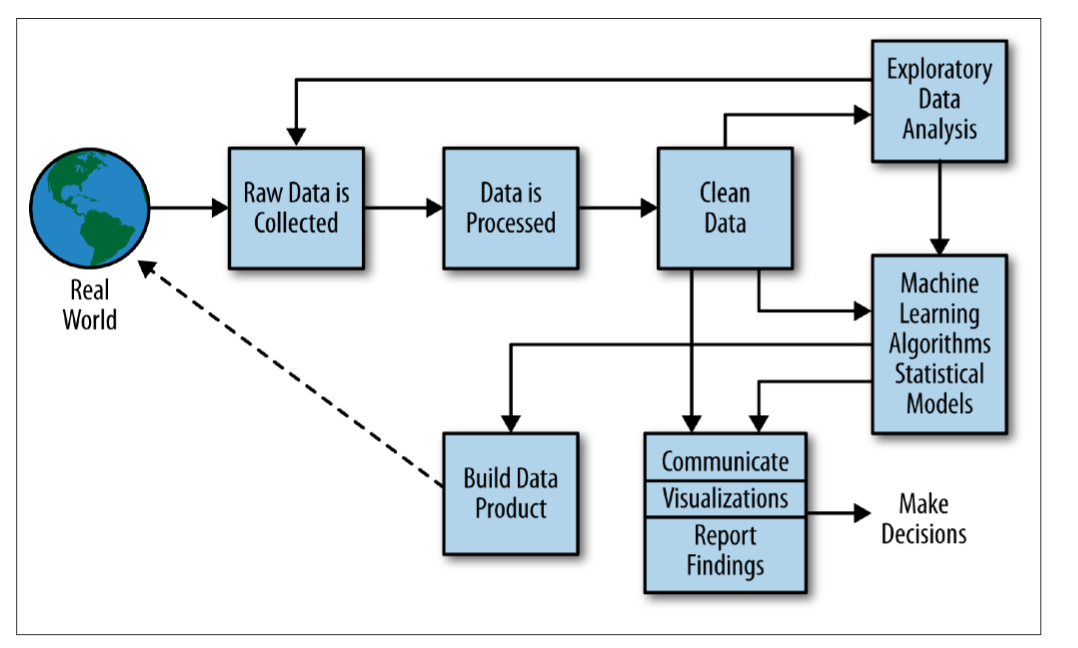 Real
World
Raw Data is
Collected
Data is
Processed
Clean
Data
Exploratory
Data
Analysis
Machine
Learning
Algorithms
Statistical
Models
Build Data
Product
Communicate
Visualizations
Report
Findings
Make
Decisions